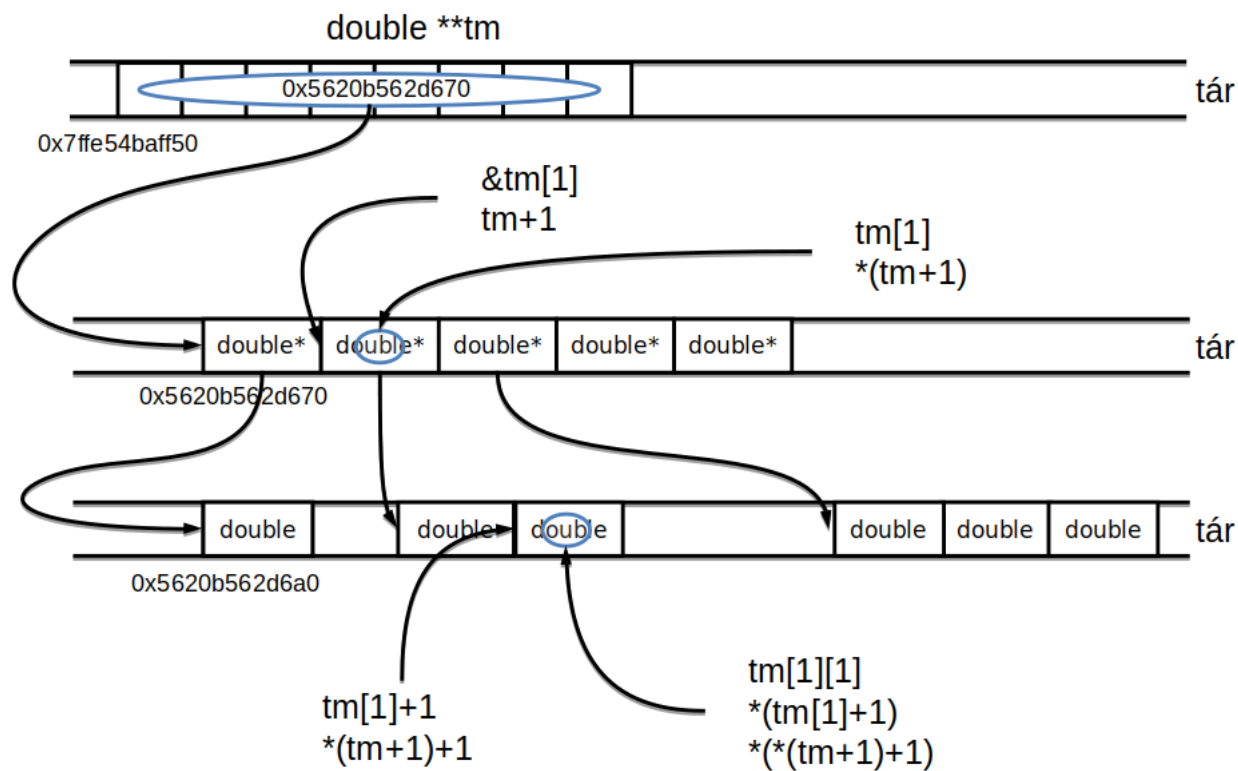 double **tm
0x5620b562d670
tár
0x7ffe54baff50
&tm[1]
tm+1
tm[1]
*(tm+1)
double* double* double* double* double*
tár
0x5620b562d670
double double double double double double
tár
0x5620b562d6a0
tm[1]+1
*(tm+1)+1
tm[1][1]
*(tm[1]+1)
*(*(tm+1)+1)